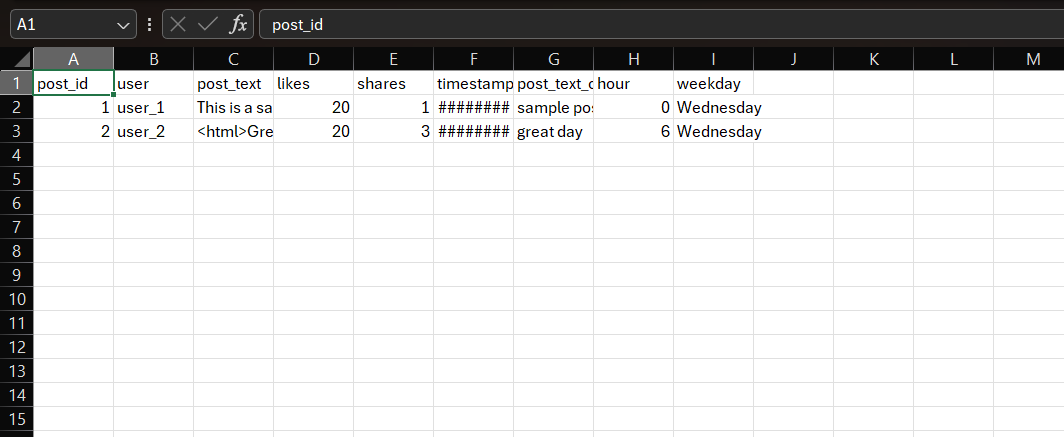 A1 fx post_id
A B C D E F G H I J K L M
1 post_id user post_text likes shares timestamp post_text_c hour weekday
2 1 user_1 This is a sa 20 1 ######## sample pos 0 Wednesday
3 2 user_2 <html>Gre 20 3 ######## great day 6 Wednesday
4
5
6
7
8
9
10
11
12
13
14
15